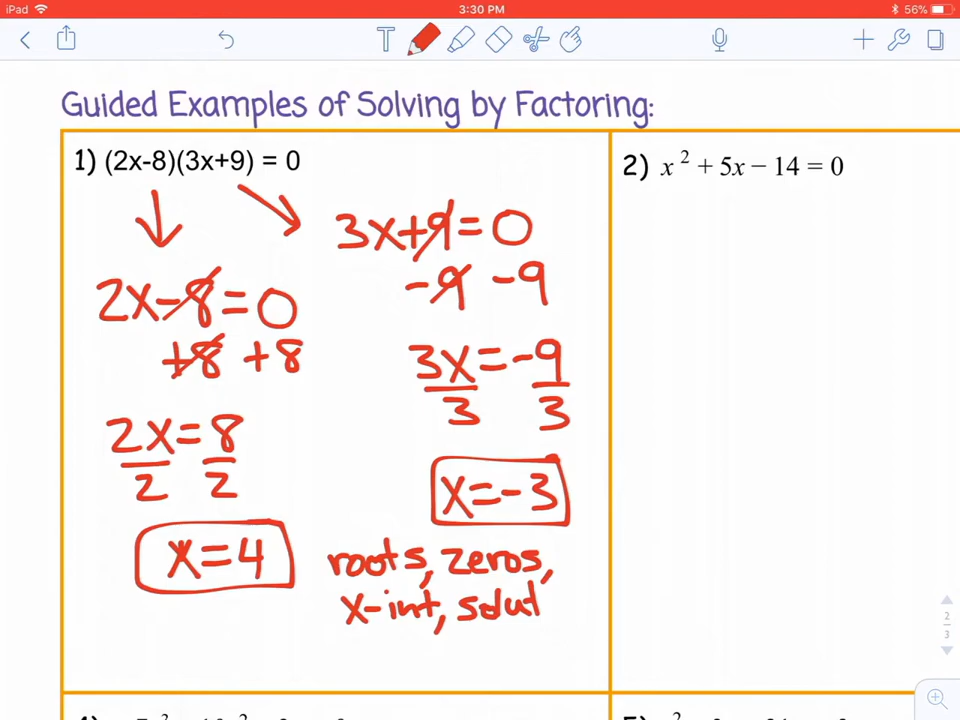 iPad 3:30 PM 56%
Guided Examples of Solving by Factoring:
1) (2x-8)(3x+9) = 0
3x+9=0
-9 -9
2x-8=0
+8 +8
3x=-9
3 3
2x=8
2 2
x=-3
x=4
roots, zeros,
x-int, solut
2) x² + 5x − 14 = 0
2
3